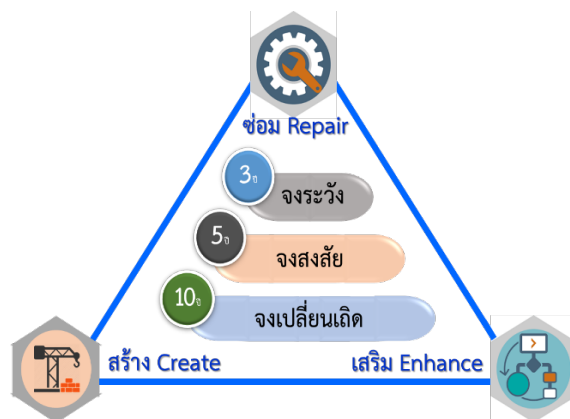 ซ่อม Repair
3 ปี
จงระวัง
5 ปี
จงสงสัย
10 ปี
จงเปลี่ยนเถิด
สร้าง Create
เสริม Enhance